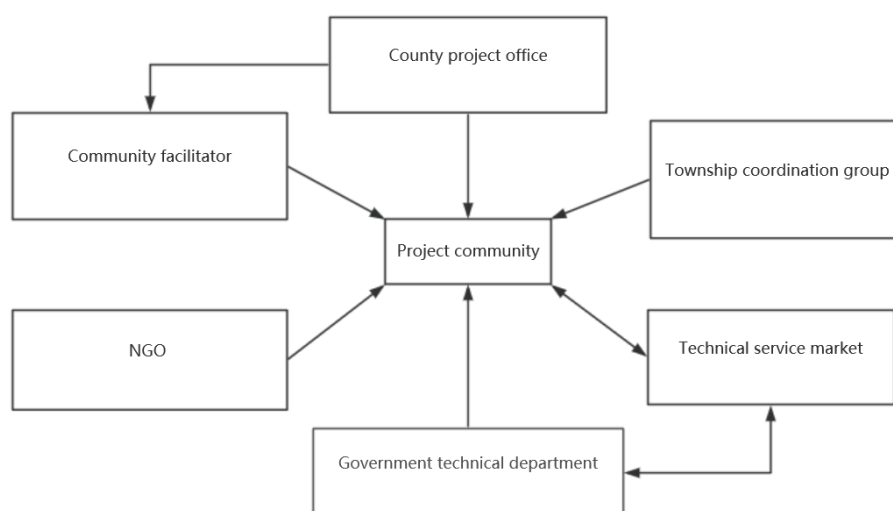 County project office
Community facilitator
Township coordination group
Project community
NGO
Technical service market
Government technical department